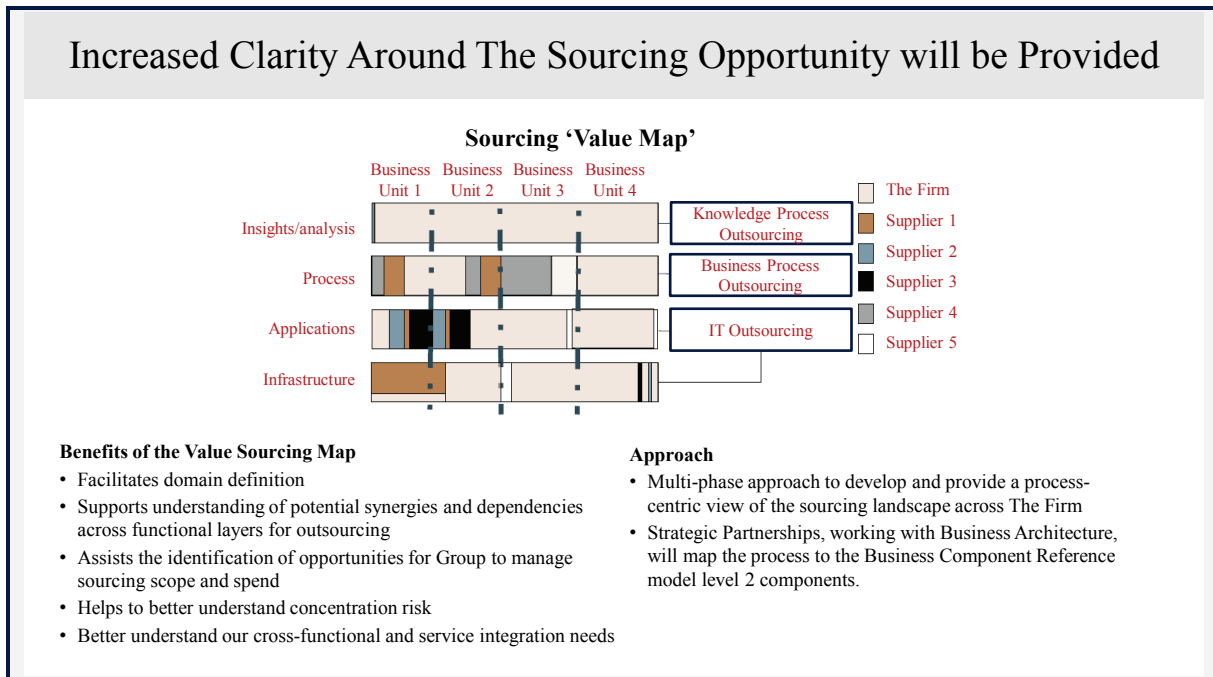 Increased Clarity Around The Sourcing Opportunity will be Provided
Sourcing ‘Value Map’
Business Unit 1
Business Unit 2
Business Unit 3
Business Unit 4
Insights/analysis
Process
Applications
Infrastructure
Knowledge Process
Outsourcing
Business Process
Outsourcing
IT Outsourcing
The Firm
Supplier 1
Supplier 2
Supplier 3
Supplier 4
Supplier 5
Benefits of the Value Sourcing Map
• Facilitates domain definition
• Supports understanding of potential synergies and dependencies
across functional layers for outsourcing
• Assists the identification of opportunities for Group to manage
sourcing scope and spend
• Helps to better understand concentration risk
• Better understand our cross-functional and service integration needs
Approach
• Multi-phase approach to develop and provide a process-
centric view of the sourcing landscape across The Firm
• Strategic Partnerships, working with Business Architecture,
will map the process to the Business Component Reference
model level 2 components.